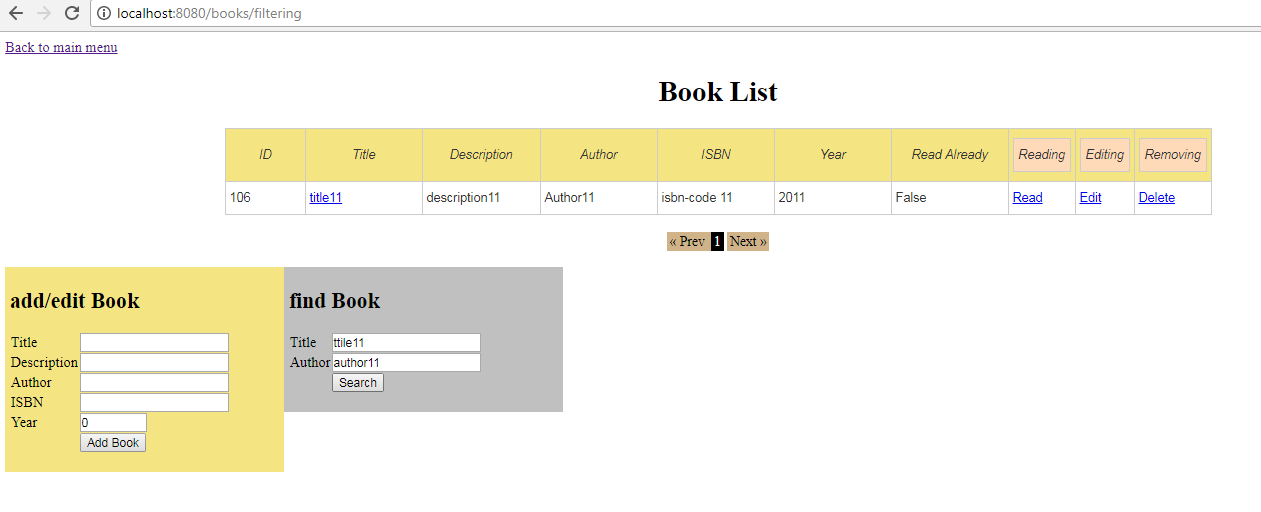 localhost:8080/books/filtering
Back to main menu
Book List
ID Title Description Author ISBN Year Read Already Reading Editing Removing
106 title11 description11 Author11 isbn-code 11 2011 False Read Edit Delete
« Prev 1 Next »
add/edit Book
Title
Description
Author
ISBN
Year 0
Add Book
find Book
Title ttile11
Author author11
Search